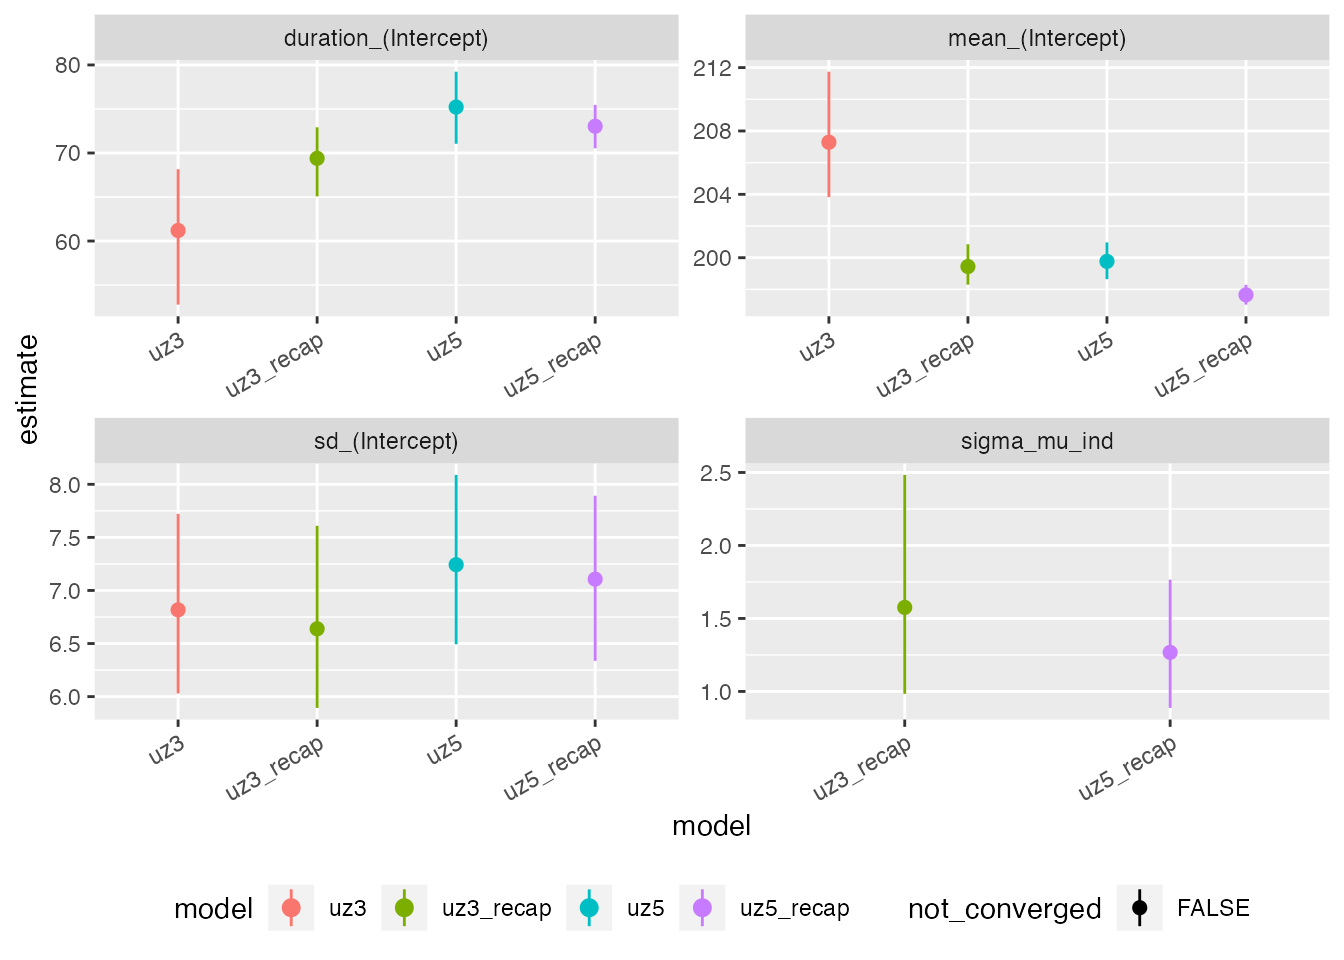 duration_(Intercept)
mean_(Intercept)
80
70
60
212
208
204
200
uz3
uz3_recap
uz5
uz5_recap
uz3
uz3_recap
uz5
uz5_recap
estimate
sd_(Intercept)
sigma_mu_ind
8.0
7.5
7.0
6.5
6.0
2.5
2.0
1.5
1.0
uz3
uz3_recap
uz5
uz5_recap
uz3_recap
uz5_recap
model
model uz3 uz3_recap uz5 uz5_recap not_converged FALSE